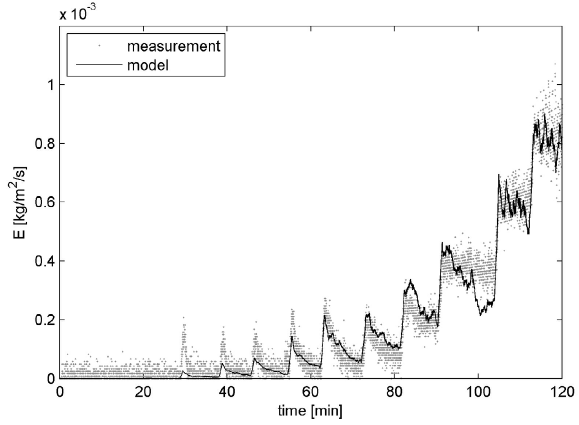 x 10⁻³
measurement
model
1
0.8
0.6
0.4
0.2
0
E [kg/m²/s]
0 20 40 60 80 100 120
time [min]